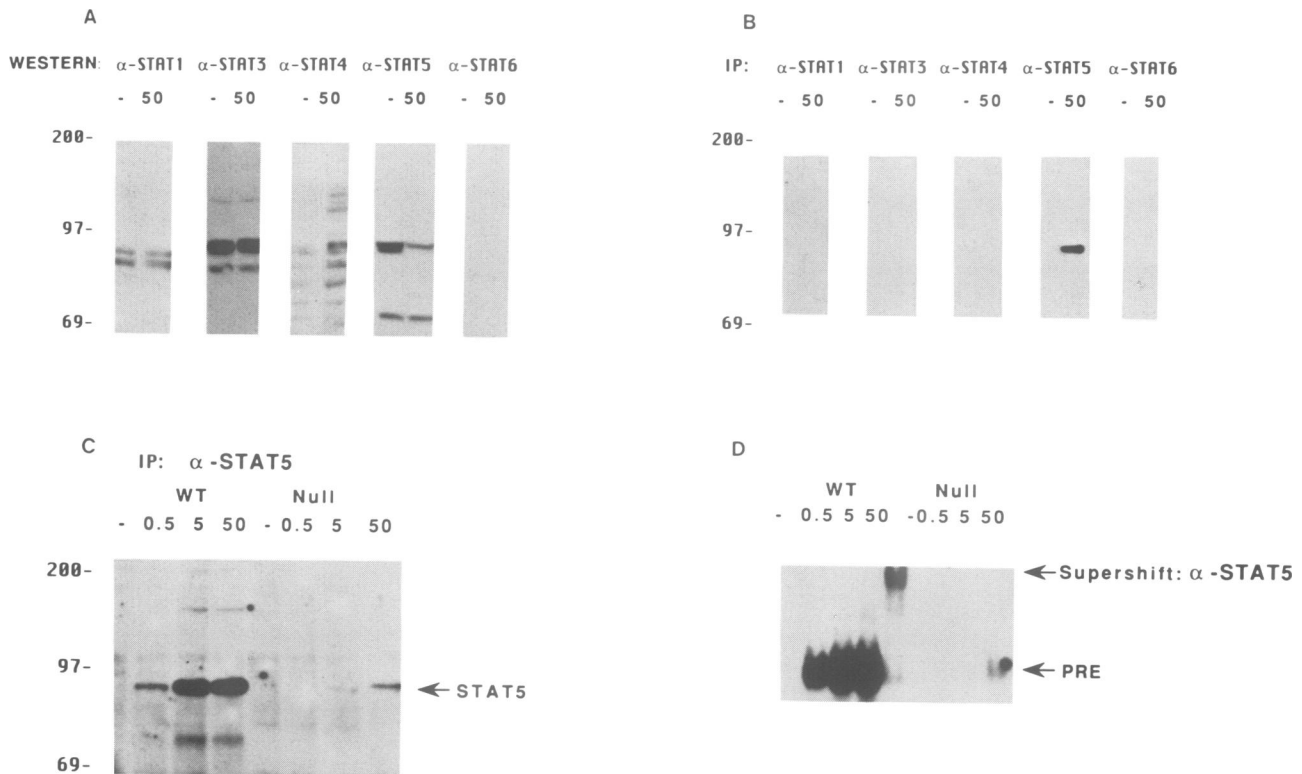 A
WESTERN: α-STAT1 α-STAT3 α-STAT4 α-STAT5 α-STAT6
- 50 - 50 - 50 - 50 - 50
200-
97-
69-
B
IP: α-STAT1 α-STAT3 α-STAT4 α-STAT5 α-STAT6
- 50 - 50 - 50 - 50 - 50
200-
97-
69-
C
IP: α-STAT5
WT Null
- 0.5 5 50 - 0.5 5 50
200-
97-
69-
STAT5
D
WT Null
- 0.5 5 50 -0.5 5 50
Supershift: α-STAT5
PRE